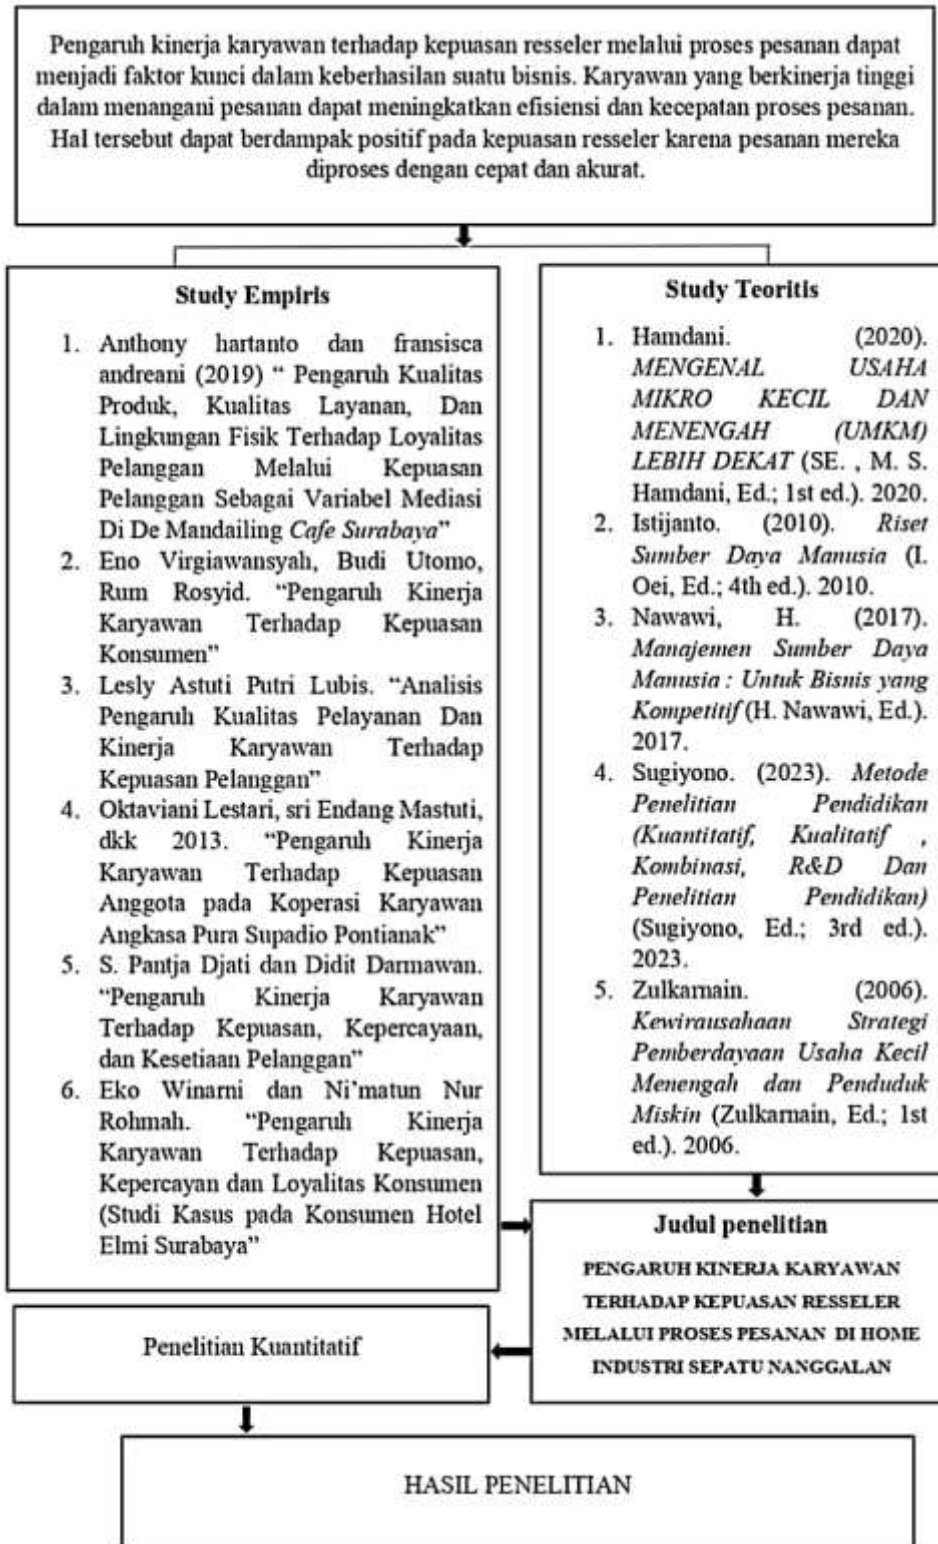 Pengaruh kinerja karyawan terhadap kepuasan resseler melalui proses pesanan dapat
menjadi faktor kunci dalam keberhasilan suatu bisnis. Karyawan yang berkinerja tinggi
dalam menangani pesanan dapat meningkatkan efisiensi dan kecepatan proses pesanan.
Hal tersebut dapat berdampak positif pada kepuasan resseler karena pesanan mereka
diproses dengan cepat dan akurat.
Study Empiris
1. Anthony hartanto dan fransisca
andreani (2019) “ Pengaruh Kualitas
Produk, Kualitas Layanan, Dan
Lingkungan Fisik Terhadap Loyalitas
Pelanggan Melalui Kepuasan
Pelanggan Sebagai Variabel Mediasi
Di De Mandailing Cafe Surabaya”
2. Eno Virgiawansyah, Budi Utomo,
Rum Rosyid. “Pengaruh Kinerja
Karyawan Terhadap Kepuasan
Konsumen”
3. Lesly Astuti Putri Lubis. “Analisis
Pengaruh Kualitas Pelayanan Dan
Kinerja Karyawan Terhadap
Kepuasan Pelanggan”
4. Oktaviani Lestari, sri Endang Mastuti,
dkk 2013. “Pengaruh Kinerja
Karyawan Terhadap Kepuasan
Anggota pada Koperasi Karyawan
Angkasa Pura Supadio Pontianak”
5. S. Pantja Djati dan Didit Darmawan.
“Pengaruh Kinerja Karyawan
Terhadap Kepuasan, Kepercayaan,
dan Kesetiaan Pelanggan”
6. Eko Winarni dan Ni’matun Nur
Rohmah. “Pengaruh Kinerja
Karyawan Terhadap Kepuasan,
Kepercayan dan Loyalitas Konsumen
(Studi Kasus pada Konsumen Hotel
Elmi Surabaya”
Study Teoritis
1. Hamdani. (2020).
MENGENAL USAHA
MIKRO KECIL DAN
MENENGAH (UMKM)
LEBIH DEKAT (SE. , M. S.
Hamdani, Ed.; 1st ed.). 2020.
2. Istijanto. (2010). Riset
Sumber Daya Manusia (I.
Oei, Ed.; 4th ed.). 2010.
3. Nawawi, H. (2017).
Manajemen Sumber Daya
Manusia : Untuk Bisnis yang
Kompetitif (H. Nawawi, Ed.).
2017.
4. Sugiyono. (2023). Metode
Penelitian Pendidikan
(Kuantitatif, Kualitatif ,
Kombinasi, R&D Dan
Penelitian Pendidikan)
(Sugiyono, Ed.; 3rd ed.).
2023.
5. Zulkarnain. (2006).
Kewirausahaan Strategi
Pemberdayaan Usaha Kecil
Menengah dan Penduduk
Miskin (Zulkarnain, Ed.; 1st
ed.). 2006.
Judul penelitian
PENGARUH KINERJA KARYAWAN
TERHADAP KEPUASAN RESSELER
MELALUI PROSES PESANAN DI HOME
INDUSTRI SEPATU NANGGALAN
Penelitian Kuantitatif
HASIL PENELITIAN